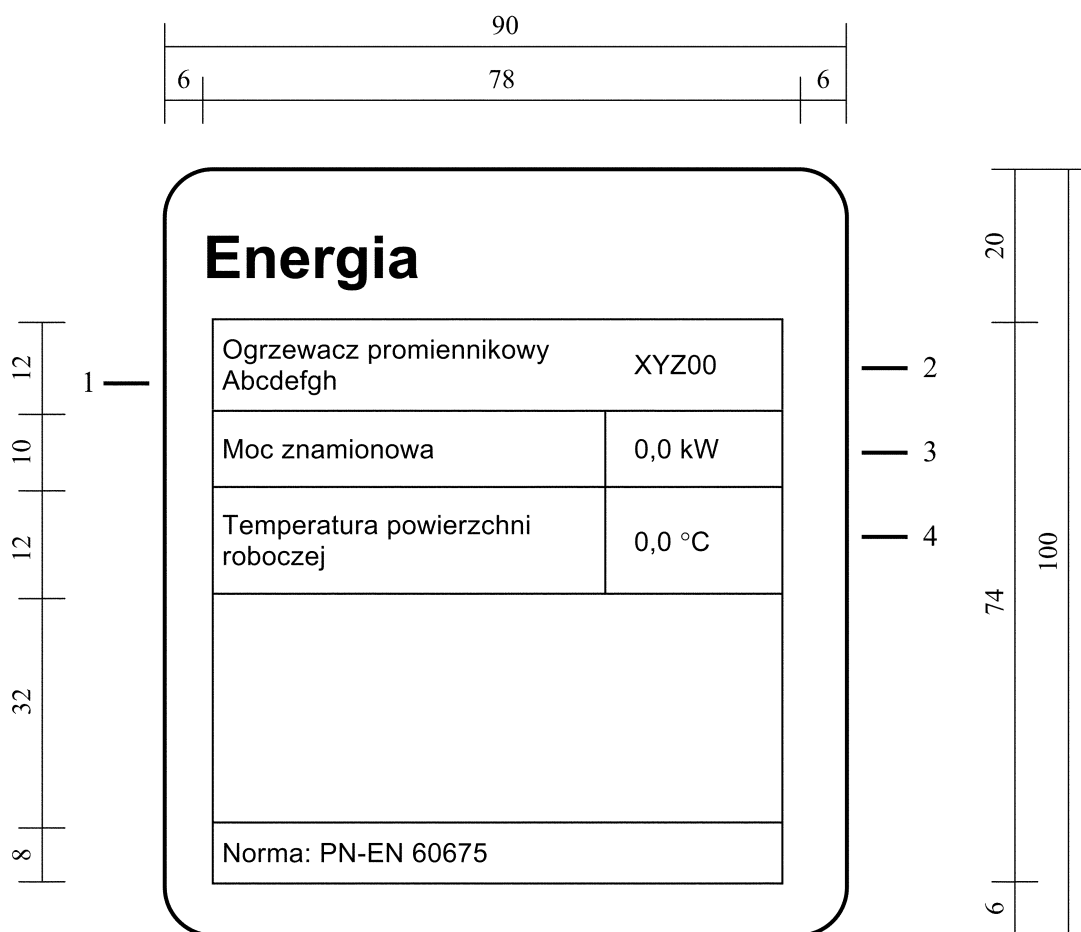 90
6 78 6
Energia
20
12
1
Ogrzewacz promiennikowy
Abcdefgh
XYZ00
2
10
Moc znamionowa
0,0 kW
3
12
Temperatura powierzchni
roboczej
0,0 °C
4
100
74
32
8
Norma: PN-EN 60675
6